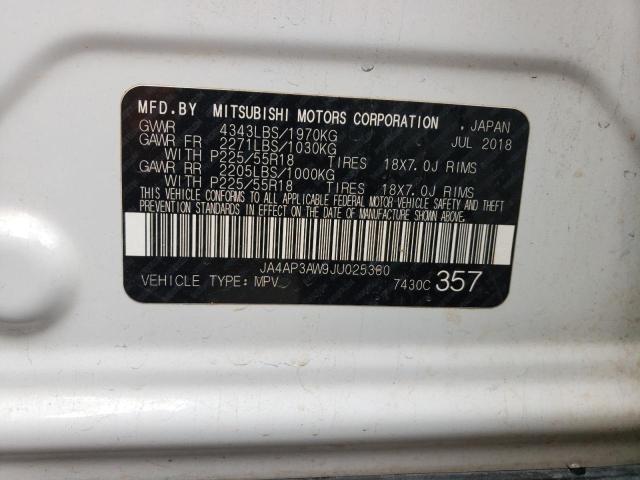 MFD.BY MITSUBISHI MOTORS CORPORATION , JAPAN
GVWR 4343LBS/1970KG JUL 2018
GAWR FR 2271LBS/1030KG
WITH P225/55R18 TIRES 18X7.0J RIMS
GAWR RR 2205LBS/1000KG
WITH P225/55R18 TIRES 18X7.0J RIMS
THIS VEHICLE CONFORMS TO ALL APPLICABLE FEDERAL MOTOR VEHICLE SAFETY AND THEFT
PREVENTION STANDARDS IN EFFECT ON THE DATE OF MANUFACTURE SHOWN ABOVE.
JA4AP3AW9JU025360
VEHICLE TYPE: MPV 7430C 357